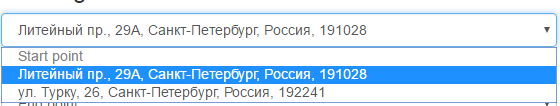 Литейный пр., 29А, Санкт-Петербург, Россия, 191028
Start point
Литейный пр., 29А, Санкт-Петербург, Россия, 191028
ул. Турку, 26, Санкт-Петербург, Россия, 192241